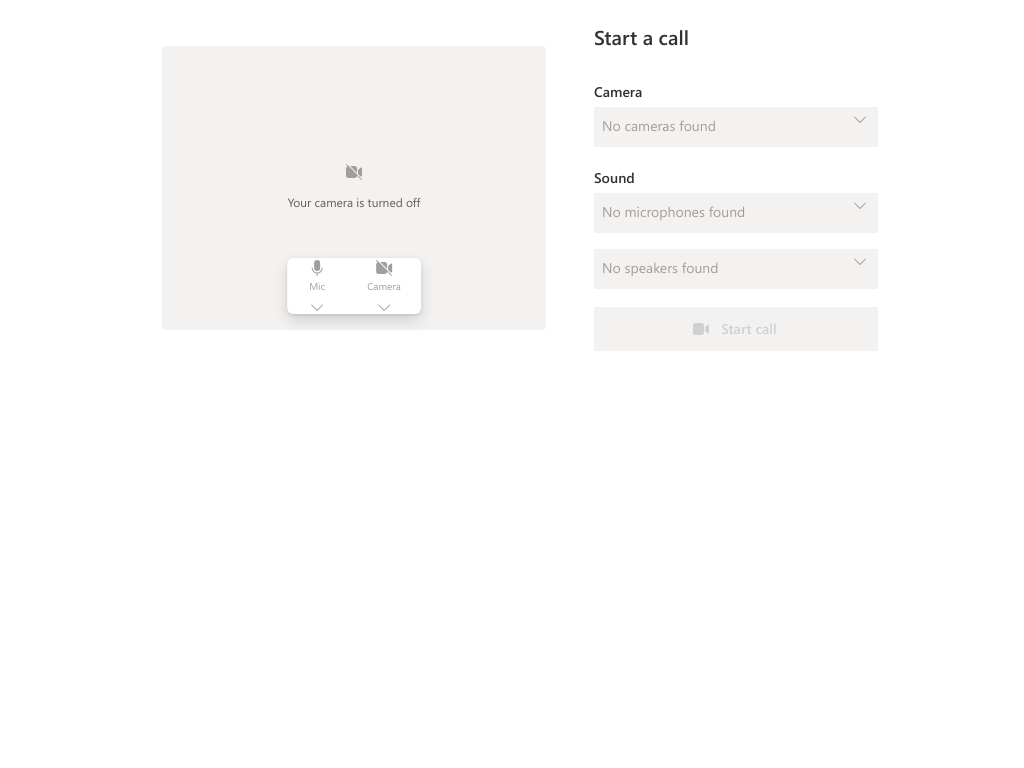 Start a call
Camera
No cameras found
Your camera is turned off
Sound
No microphones found
No speakers found
Mic
Camera
Start call